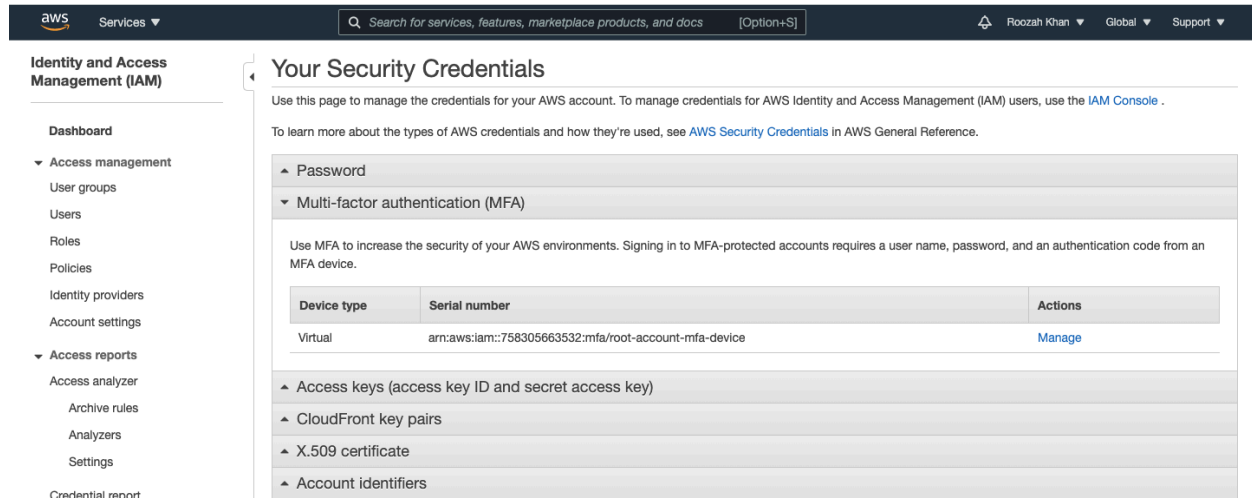 aws Services Search for services, features, marketplace products, and docs [Option+S] Roozah Khan Global Support
Identity and Access
Management (IAM)
Dashboard
Access management
User groups
Users
Roles
Policies
Identity providers
Account settings
Access reports
Access analyzer
Archive rules
Analyzers
Settings
Credential report
Your Security Credentials
Use this page to manage the credentials for your AWS account. To manage credentials for AWS Identity and Access Management (IAM) users, use the IAM Console .
To learn more about the types of AWS credentials and how they're used, see AWS Security Credentials in AWS General Reference.
Password
Multi-factor authentication (MFA)
Use MFA to increase the security of your AWS environments. Signing in to MFA-protected accounts requires a user name, password, and an authentication code from an
MFA device.
Device type Serial number Actions
Virtual arn:aws:iam::758305663532:mfa/root-account-mfa-device Manage
Access keys (access key ID and secret access key)
CloudFront key pairs
X.509 certificate
Account identifiers